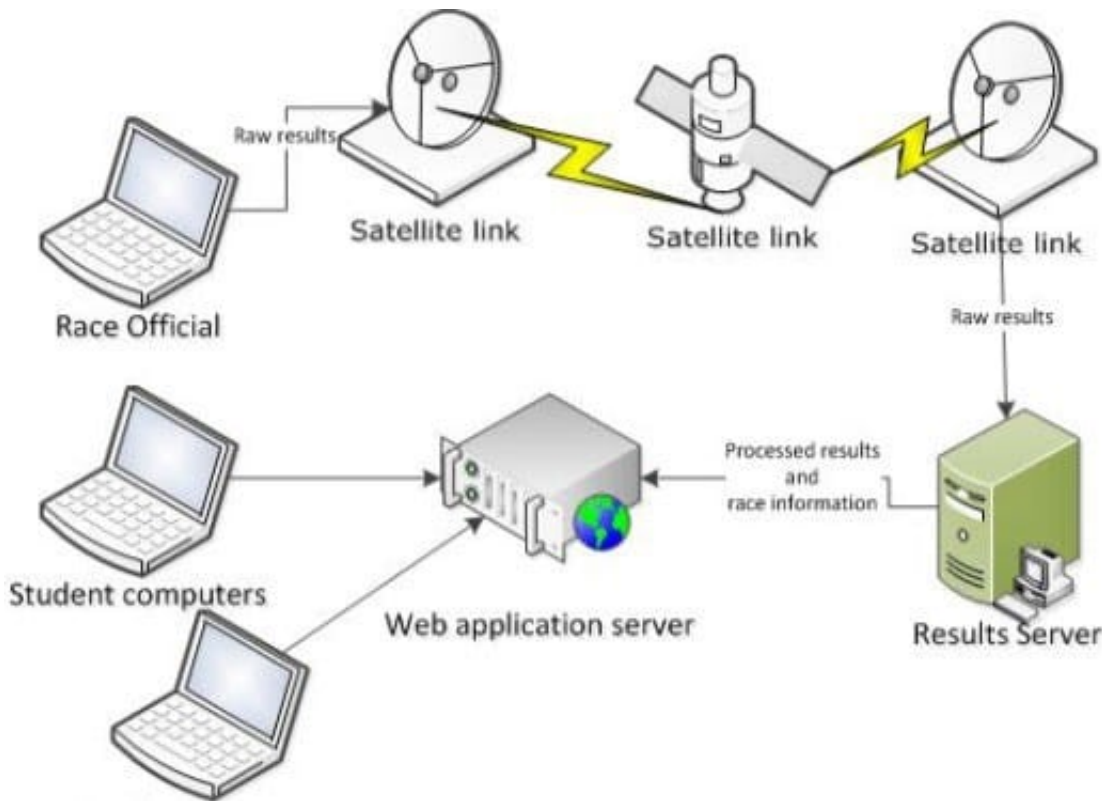 Raw results
Satellite link
Satellite link
Satellite link
Race Official
Raw results
Processed results
and
race information
Student computers
Web application server
Results Server